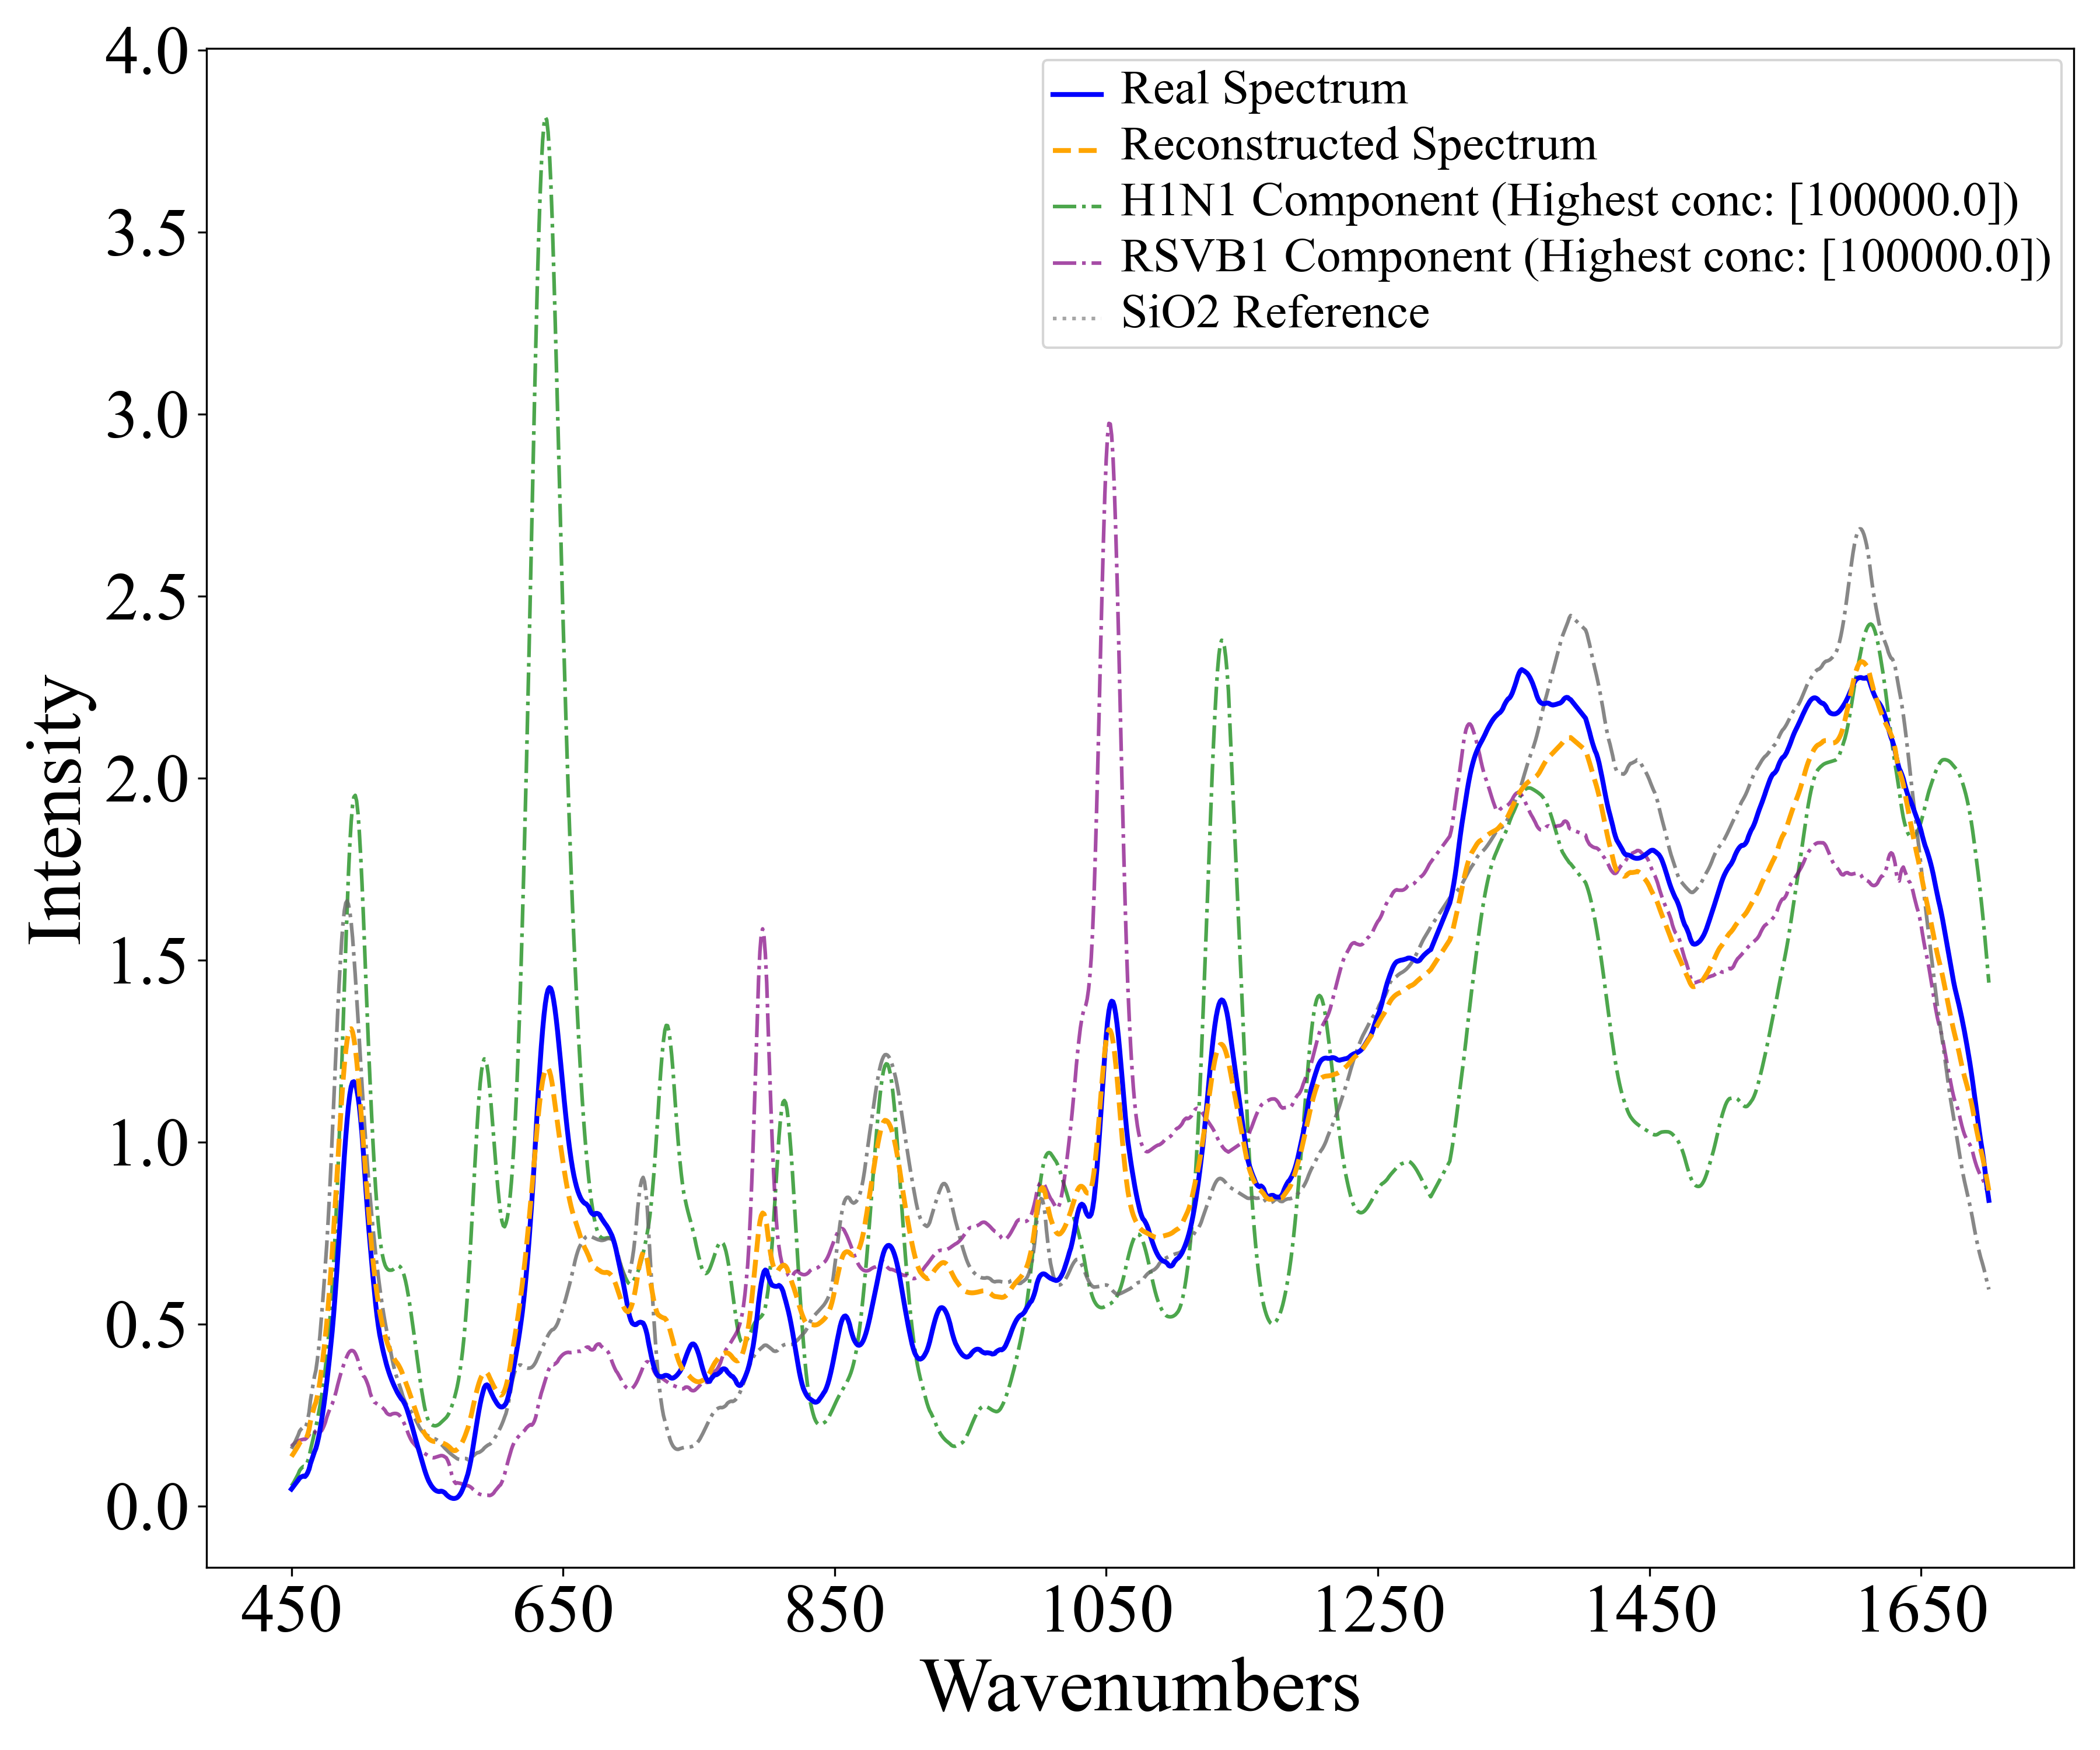 4.0
3.5
3.0
2.5
2.0
1.5
1.0
0.5
0.0
Intensity
Real Spectrum
Reconstructed Spectrum
H1N1 Component (Highest conc: [100000.0])
RSVB1 Component (Highest conc: [100000.0])
SiO2 Reference
450 650 850 1050 1250 1450 1650
Wavenumbers